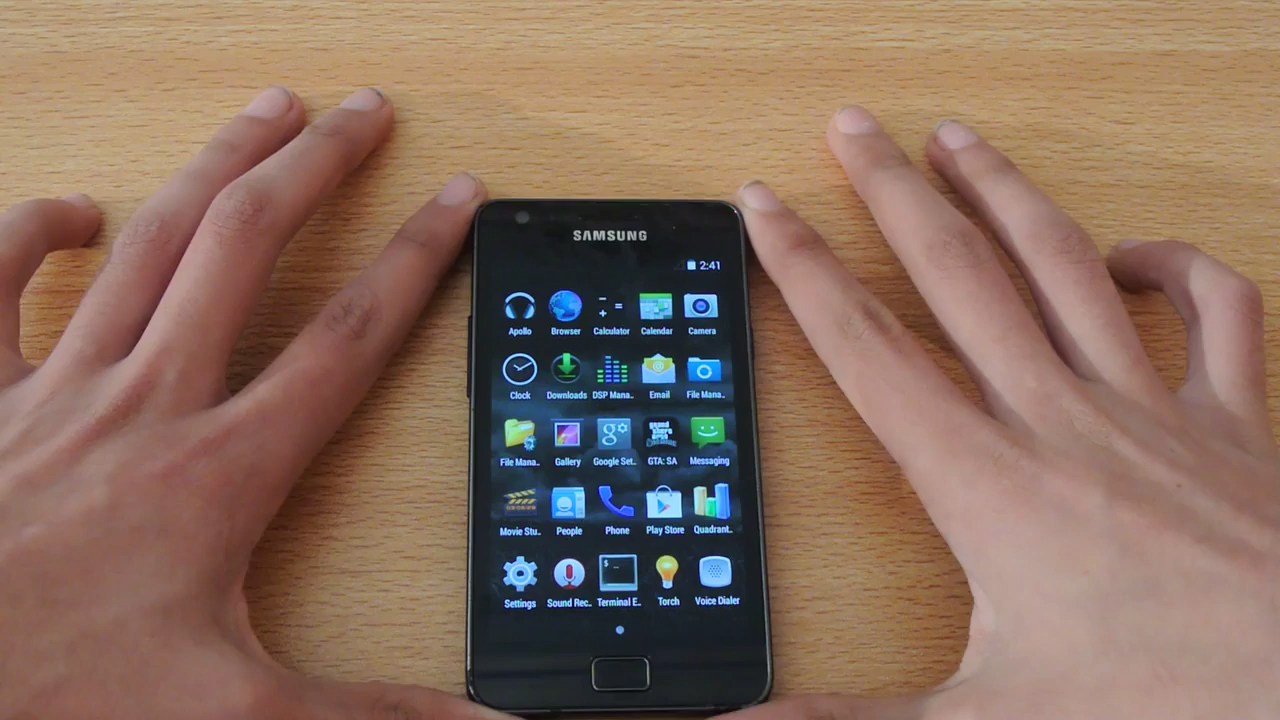 SAMSUNG
2:41
Apollo Browser Calculator Calendar Camera
Clock Downloads DSP Mana.. Email File Mana..
File Mana.. Gallery Google Set.. GTA: SA Messaging
Movie Stu.. People Phone Play Store Quadrant..
Settings Sound Rec.. Terminal E.. Torch Voice Dialer